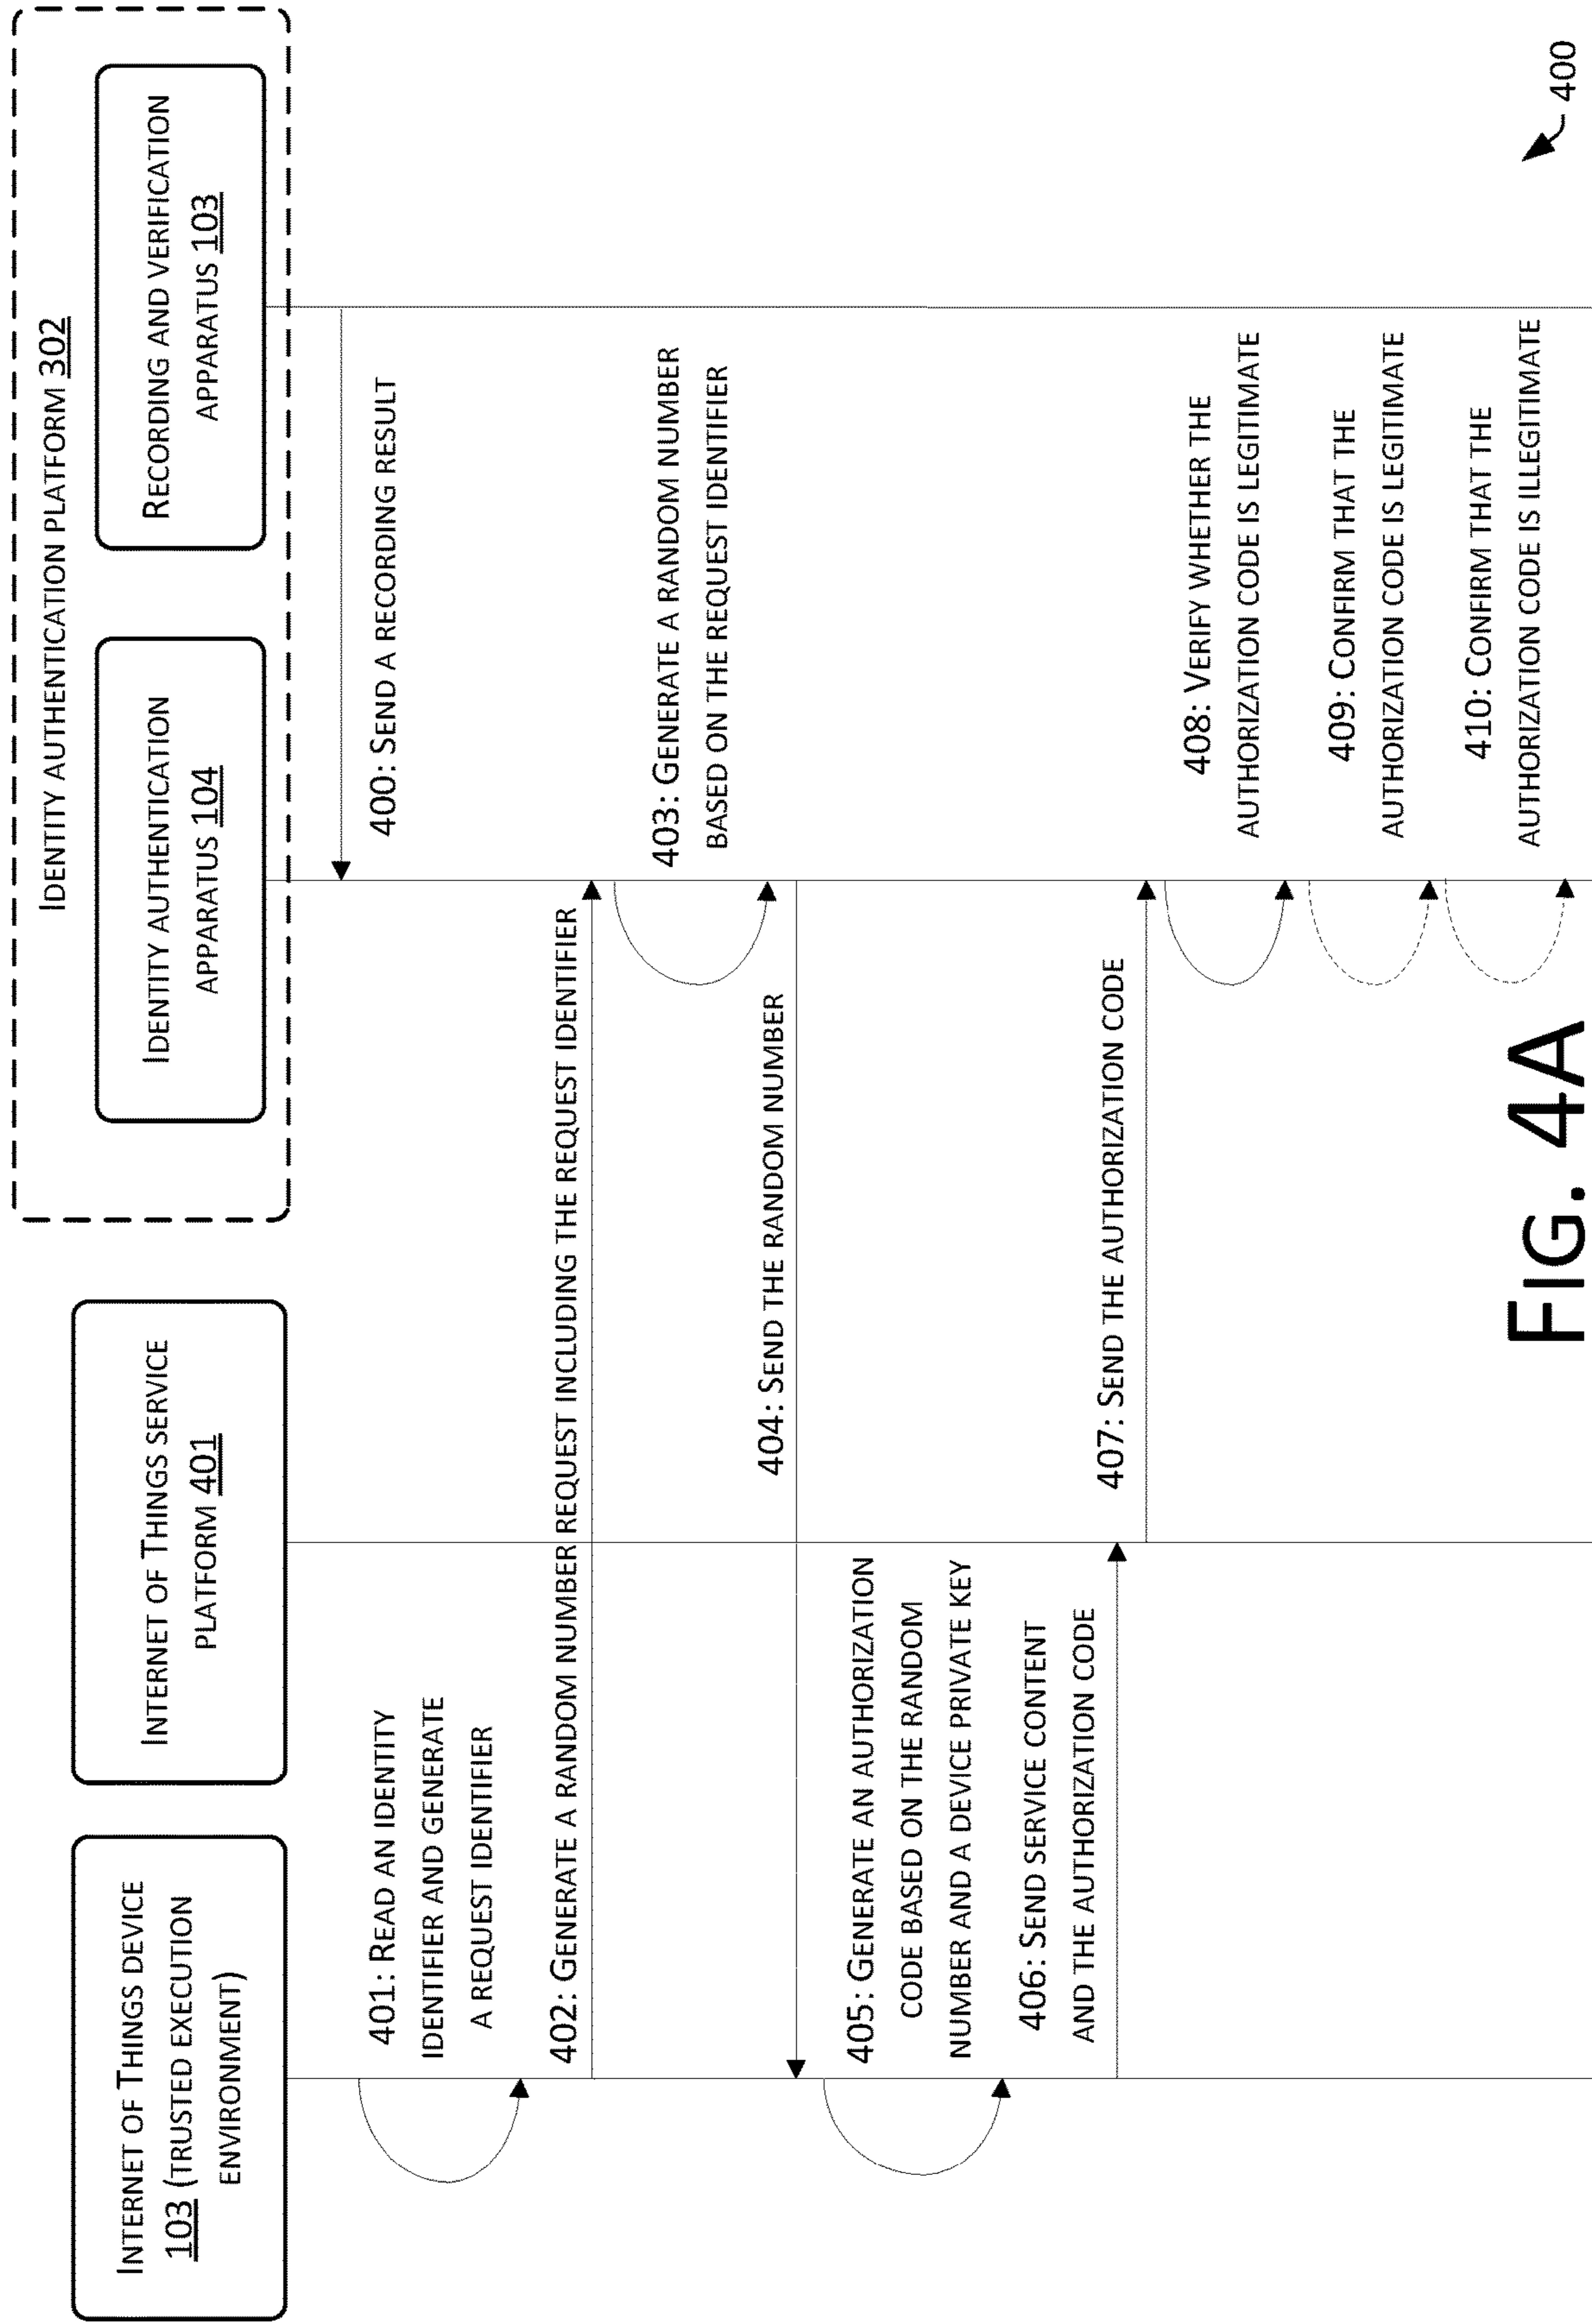 IDENTITY AUTHENTICATION PLATFORM 302
INTERNET OF THINGS DEVICE
103 (TRUSTED EXECUTION
ENVIRONMENT)
INTERNET OF THINGS SERVICE
PLATFORM 401
IDENTITY AUTHENTICATION
APPARATUS 104
RECORDING AND VERIFICATION
APPARATUS 103
400: SEND A RECORDING RESULT
401: READ AN IDENTITY
IDENTIFIER AND GENERATE
A REQUEST IDENTIFIER
402: GENERATE A RANDOM NUMBER REQUEST INCLUDING THE REQUEST IDENTIFIER
403: GENERATE A RANDOM NUMBER
BASED ON THE REQUEST IDENTIFIER
404: SEND THE RANDOM NUMBER
405: GENERATE AN AUTHORIZATION
CODE BASED ON THE RANDOM
NUMBER AND A DEVICE PRIVATE KEY
406: SEND SERVICE CONTENT
AND THE AUTHORIZATION CODE
407: SEND THE AUTHORIZATION CODE
408: VERIFY WHETHER THE
AUTHORIZATION CODE IS LEGITIMATE
409: CONFIRM THAT THE
AUTHORIZATION CODE IS LEGITIMATE
410: CONFIRM THAT THE
AUTHORIZATION CODE IS ILLEGITIMATE
400
FIG. 4A